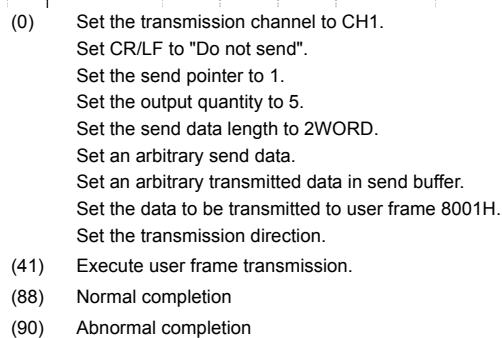 (0) Set the transmission channel to CH1.
Set CR/LF to "Do not send".
Set the send pointer to 1.
Set the output quantity to 5.
Set the send data length to 2WORD.
Set an arbitrary send data.
Set an arbitrary transmitted data in send buffer.
Set the data to be transmitted to user frame 8001H.
Set the transmission direction.
(41) Execute user frame transmission.
(88) Normal completion
(90) Abnormal completion